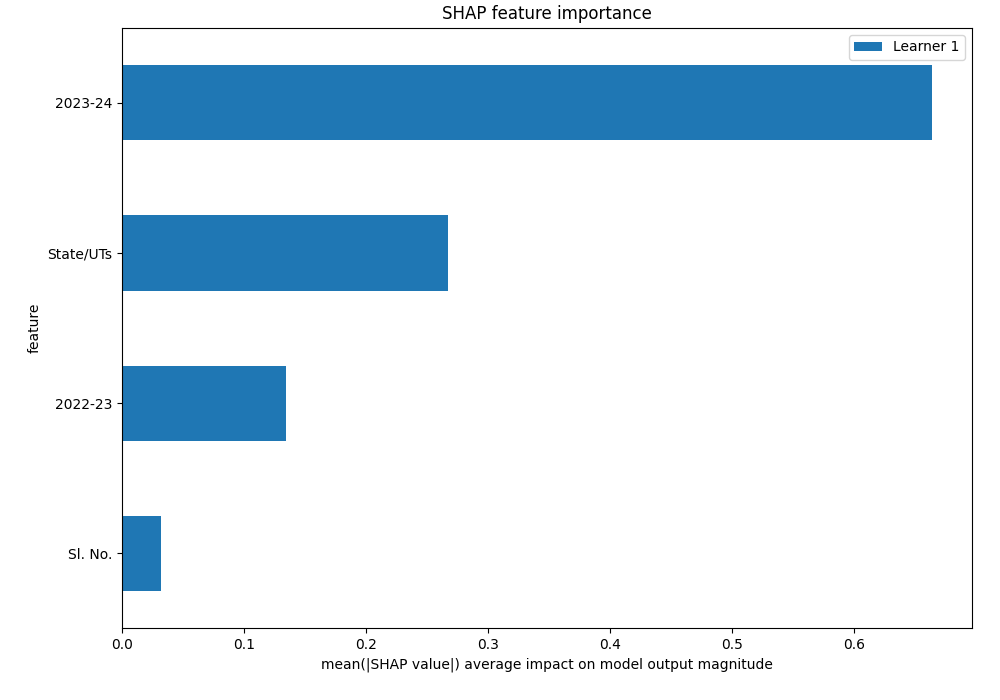 SHAP feature importance
Learner 1
2023-24
State/UTs
2022-23
Sl. No.
feature
0.0 0.1 0.2 0.3 0.4 0.5 0.6
mean(|SHAP value|) average impact on model output magnitude